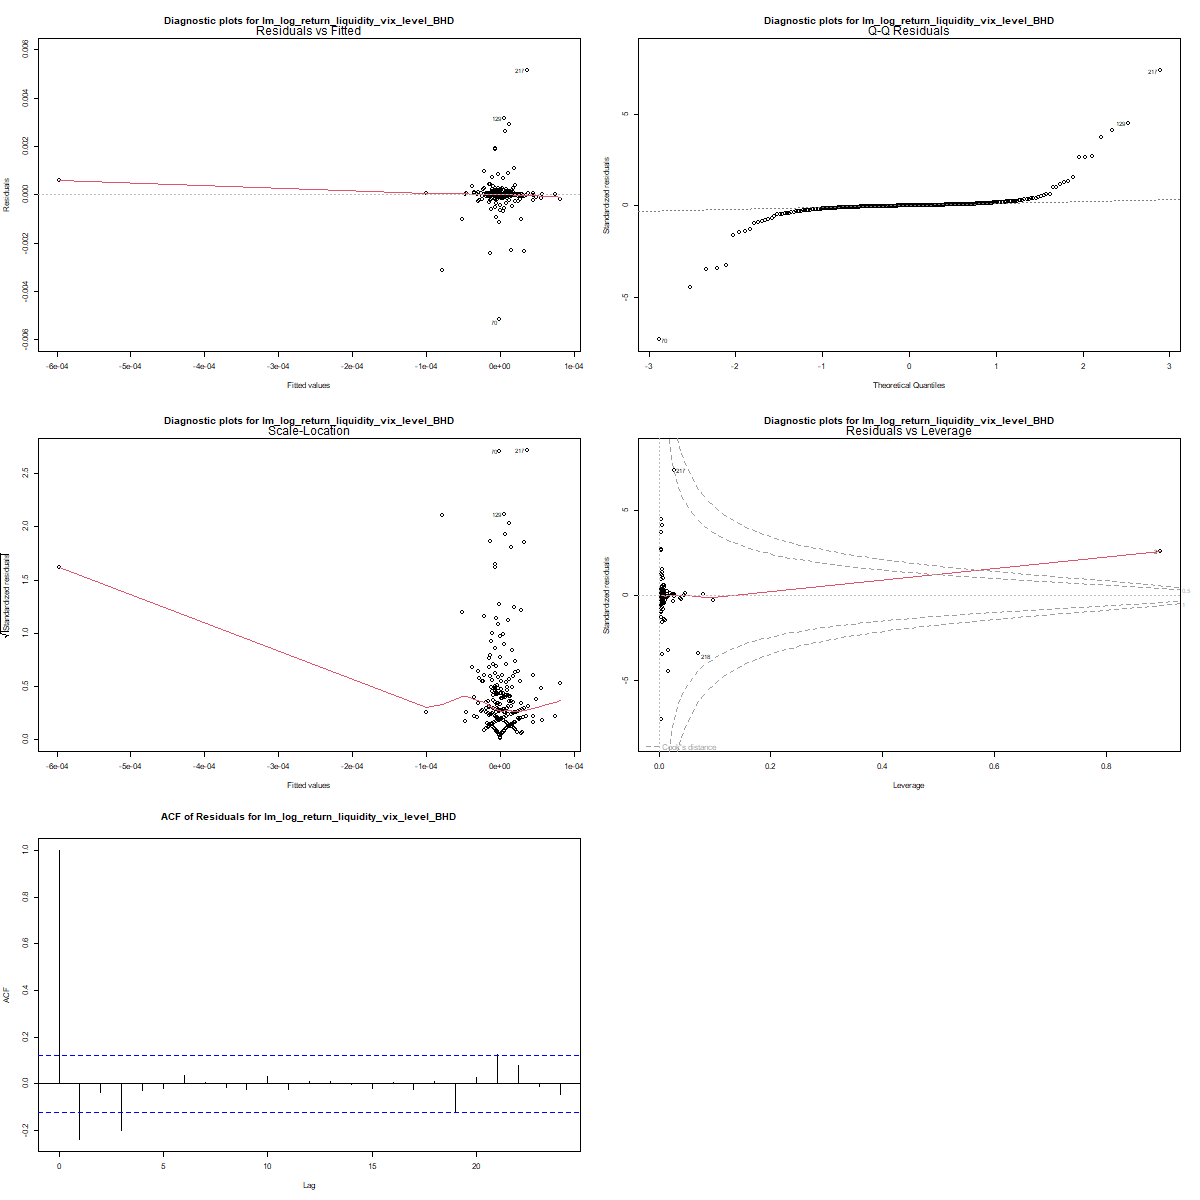 Diagnostic plots for lm_log_return_liquidity_vix_level_BHD
Residuals vs Fitted
Residuals
0.006
0.004
0.002
0.000
-0.002
-0.004
-0.006
217
129
70
-6e-04 -5e-04 -4e-04 -3e-04 -2e-04 -1e-04 0e+00 1e-04
Fitted values
Diagnostic plots for lm_log_return_liquidity_vix_level_BHD
Q-Q Residuals
Standardized residuals
5
0
-5
217
129
70
-3 -2 -1 0 1 2 3
Theoretical Quantiles
Diagnostic plots for lm_log_return_liquidity_vix_level_BHD
Scale-Location
√|Standardized residuals|
2.5
2.0
1.5
1.0
0.5
0.0
70
217
129
-6e-04 -5e-04 -4e-04 -3e-04 -2e-04 -1e-04 0e+00 1e-04
Fitted values
Diagnostic plots for lm_log_return_liquidity_vix_level_BHD
Residuals vs Leverage
Standardized residuals
5
0
-5
217
218
0.5
1
Cook's distance
0.0 0.2 0.4 0.6 0.8
Leverage
ACF of Residuals for lm_log_return_liquidity_vix_level_BHD
ACF
1.0
0.8
0.6
0.4
0.2
0.0
-0.2
0 5 10 15 20
Lag